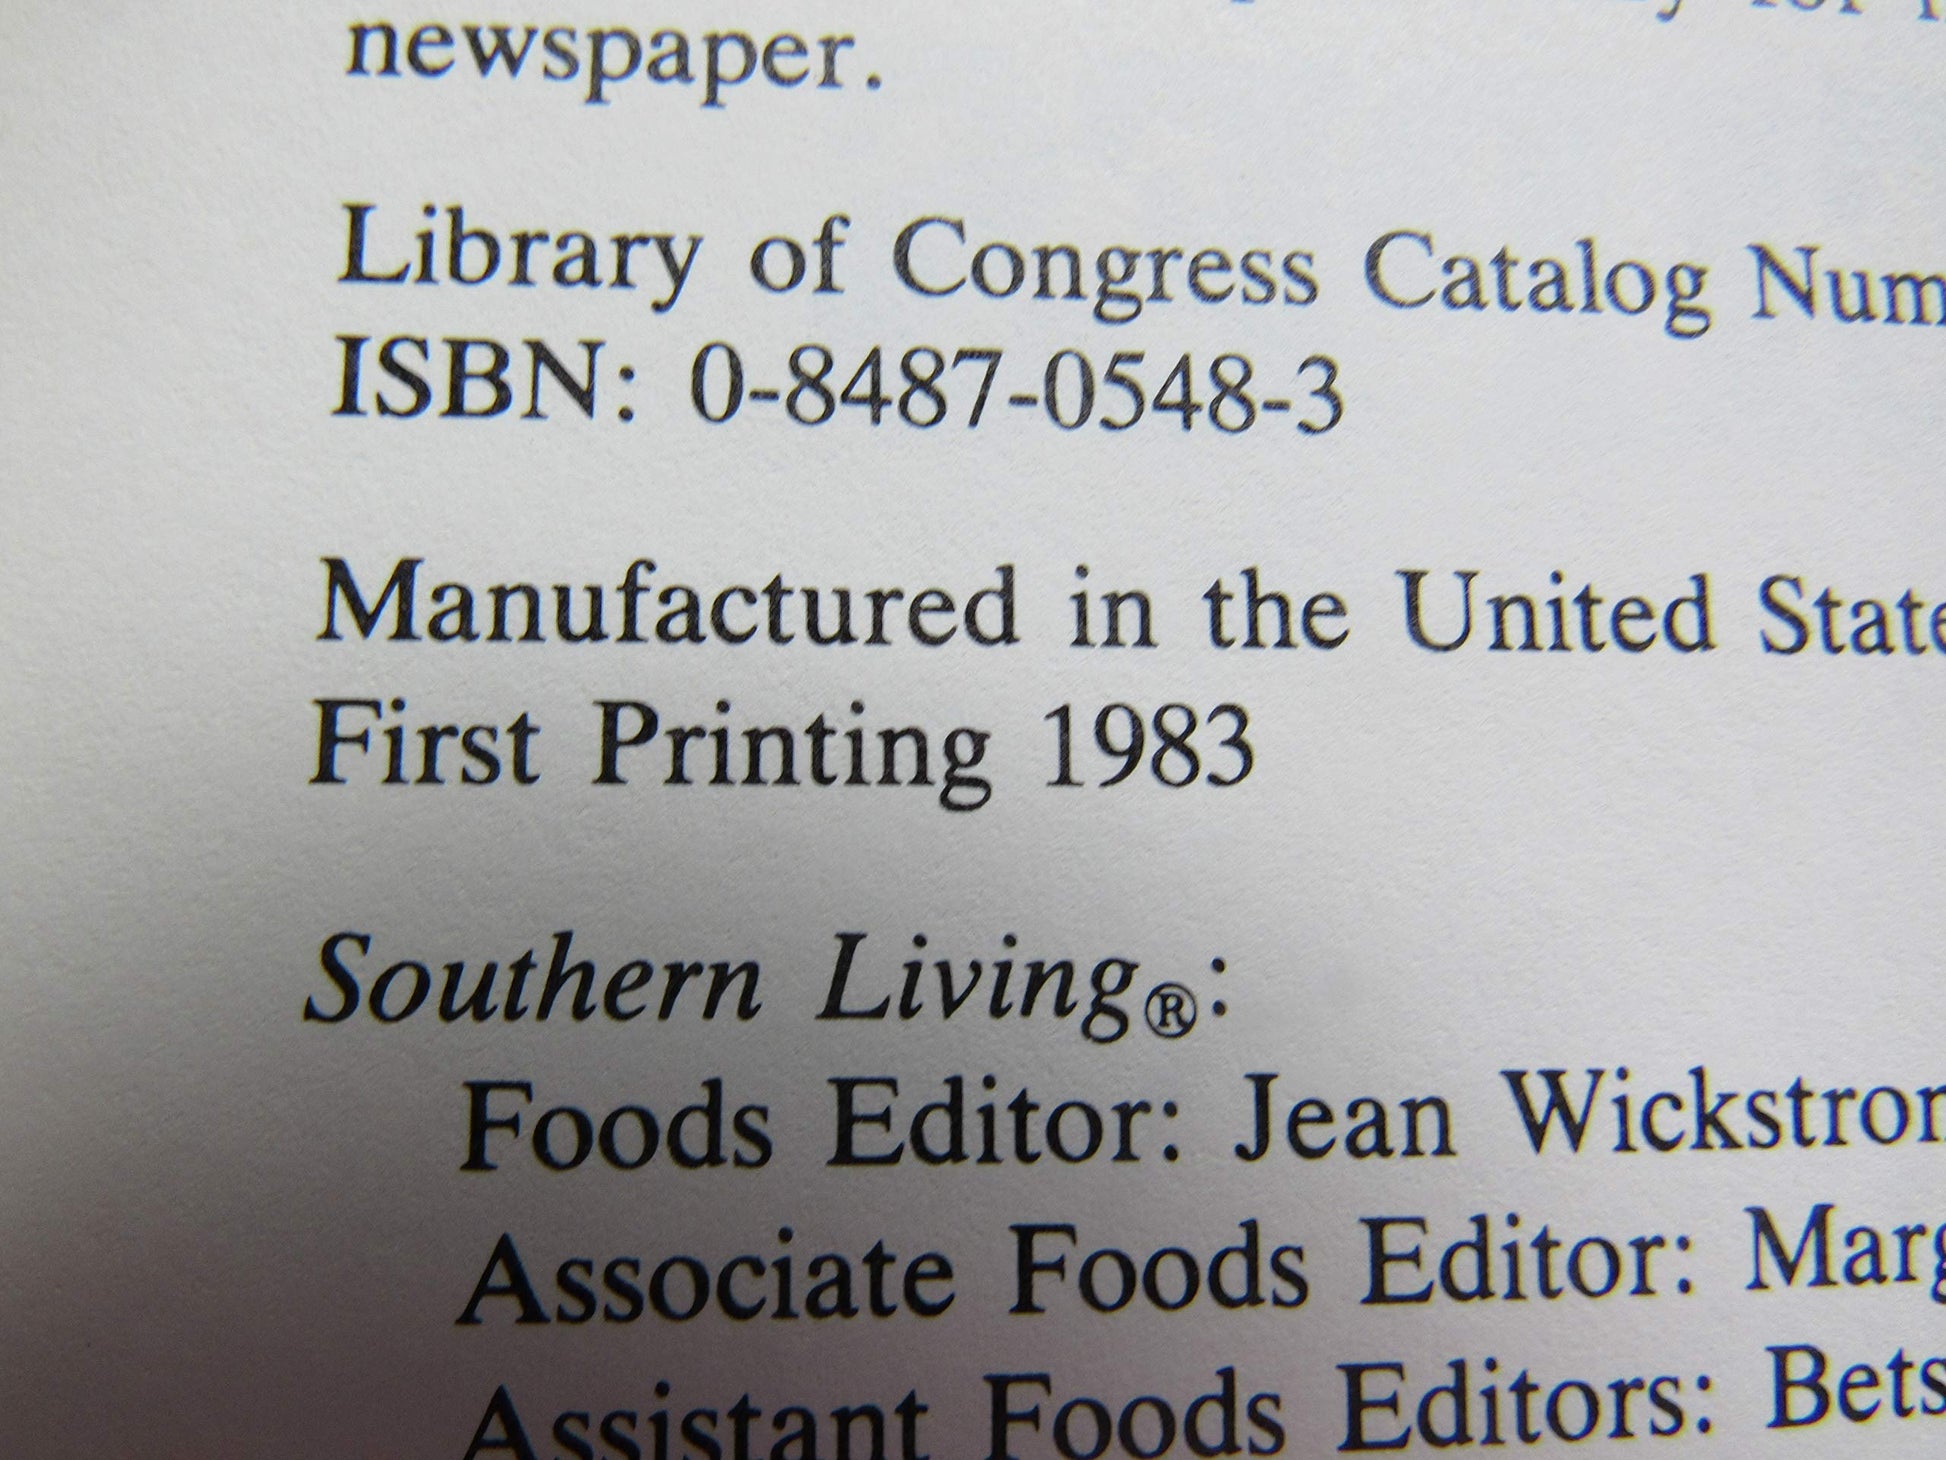 newspaper.
Library of Congress Catalog Num
ISBN: 0-8487-0548-3
Manufactured in the United State
First Printing 1983
Southern Living®:
Foods Editor: Jean Wickstrom
Associate Foods Editor: Marg
Assistant Foods Editors: Bets